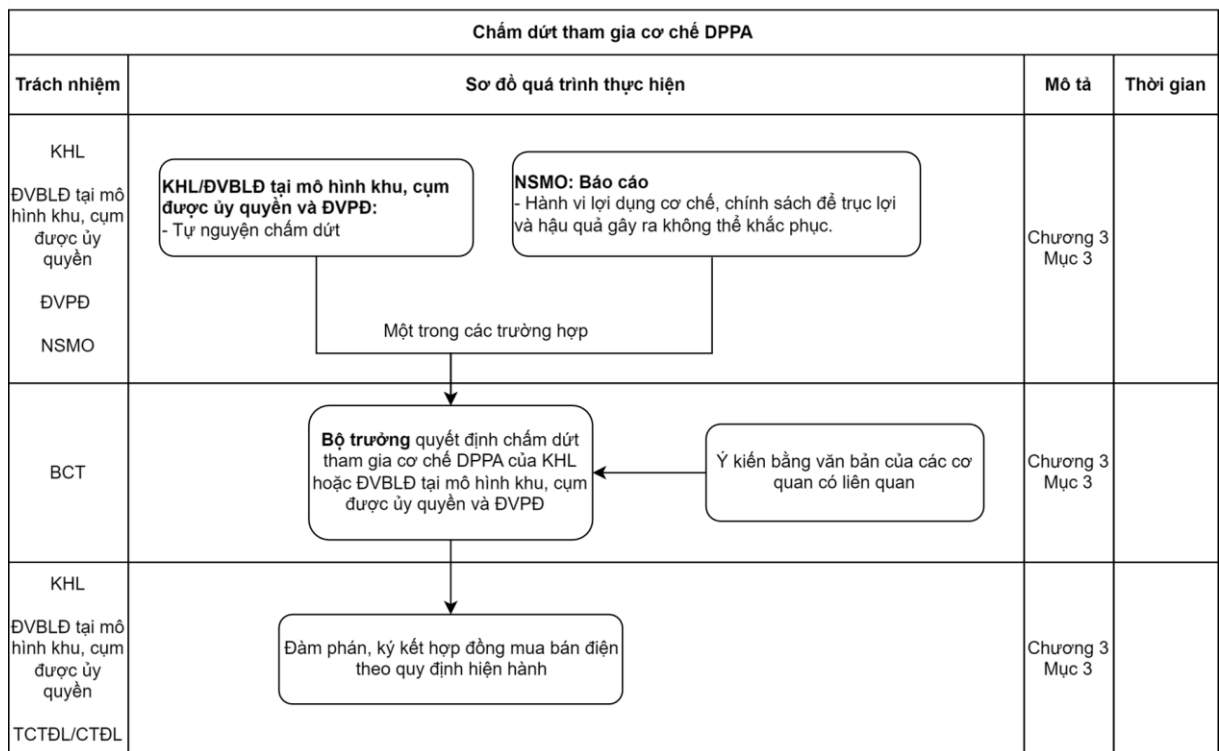 Chấm dứt tham gia cơ chế DPPA
Trách nhiệm
Sơ đồ quá trình thực hiện
Mô tả
Thời gian
KHL
ĐVBLĐ tại mô
hình khu, cụm
được ủy
quyền
ĐVPĐ
NSMO
KHL/ĐVBLĐ tại mô hình khu, cụm
được ủy quyền và ĐVPĐ:
- Tự nguyện chấm dứt
NSMO: Báo cáo
- Hành vi lợi dụng cơ chế, chính sách để trục lợi
và hậu quả gây ra không thể khắc phục.
Một trong các trường hợp
Chương 3
Mục 3
BCT
Bộ trưởng quyết định chấm dứt
tham gia cơ chế DPPA của KHL
hoặc ĐVBLĐ tại mô hình khu, cụm
được ủy quyền và ĐVPĐ
Ý kiến bằng văn bản của các cơ
quan có liên quan
Chương 3
Mục 3
KHL
ĐVBLĐ tại mô
hình khu, cụm
được ủy
quyền
TCTĐL/CTĐL
Đàm phán, ký kết hợp đồng mua bán điện
theo quy định hiện hành
Chương 3
Mục 3